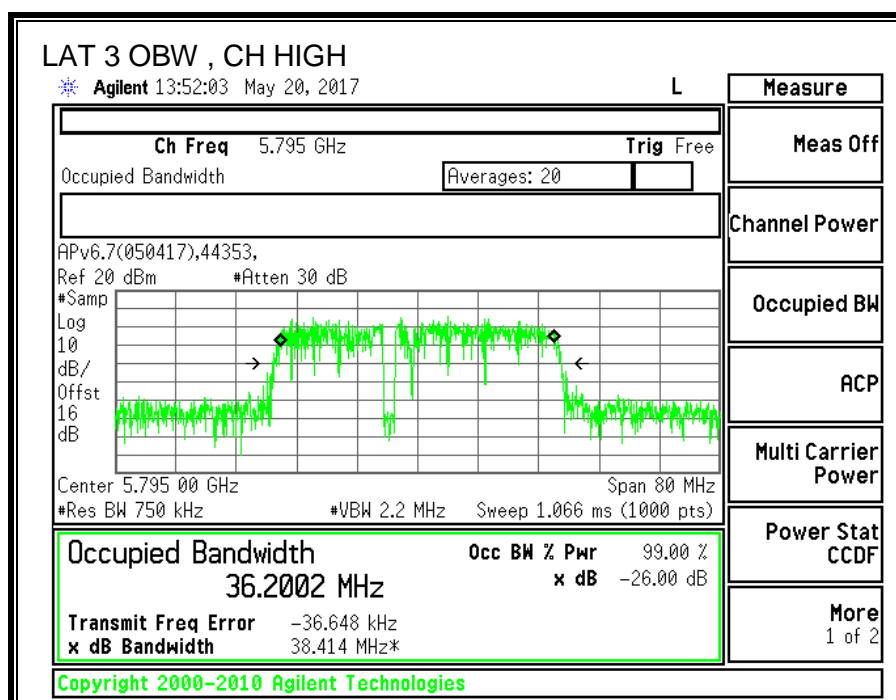 LAT 3 OBW , CH HIGH
Agilent 13:52:03 May 20, 2017 L
Measure
Ch Freq 5.795 GHz Trig Free
Occupied Bandwidth Averages: 20
APv6.7(050417),44353,
Ref 20 dBm #Atten 30 dB
#Samp
Log
10
dB/
Offst
16
dB
Center 5.795 00 GHz Span 80 MHz
#Res BW 750 kHz #VBW 2.2 MHz Sweep 1.066 ms (1000 pts)
Occupied Bandwidth Occ BW % Pwr 99.00 %
36.2002 MHz x dB -26.00 dB
Transmit Freq Error -36.648 kHz
x dB Bandwidth 38.414 MHz*
Meas Off
Channel Power
Occupied BW
ACP
Multi Carrier
Power
Power Stat
CCDF
More
1 of 2
Copyright 2000-2010 Agilent Technologies